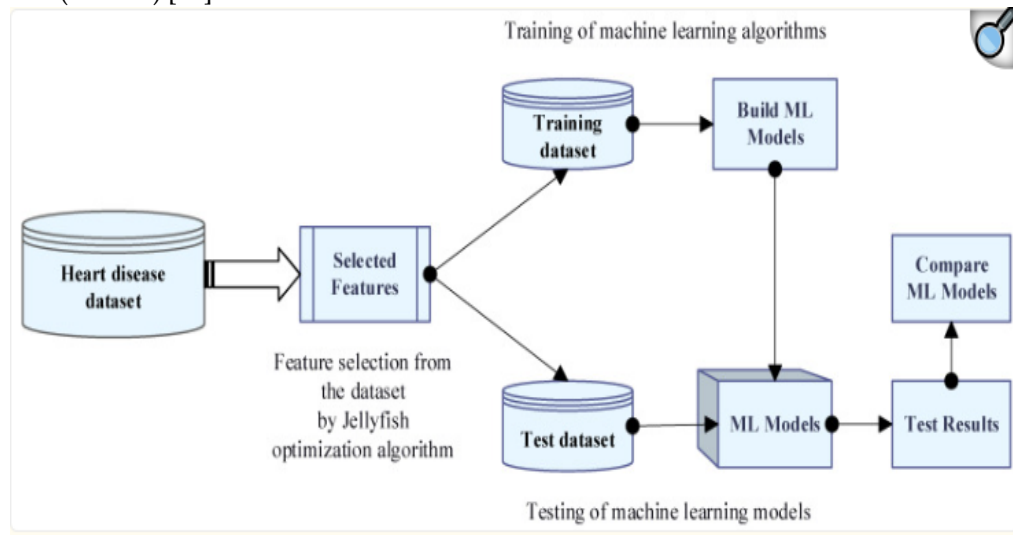 Training of machine learning algorithms
Training
dataset
Build ML
Models
Heart disease
dataset
Selected
Features
Feature selection from
the dataset
by Jellyfish
optimization algorithm
Compare
ML Models
Test dataset
ML Models
Test Results
Testing of machine learning models